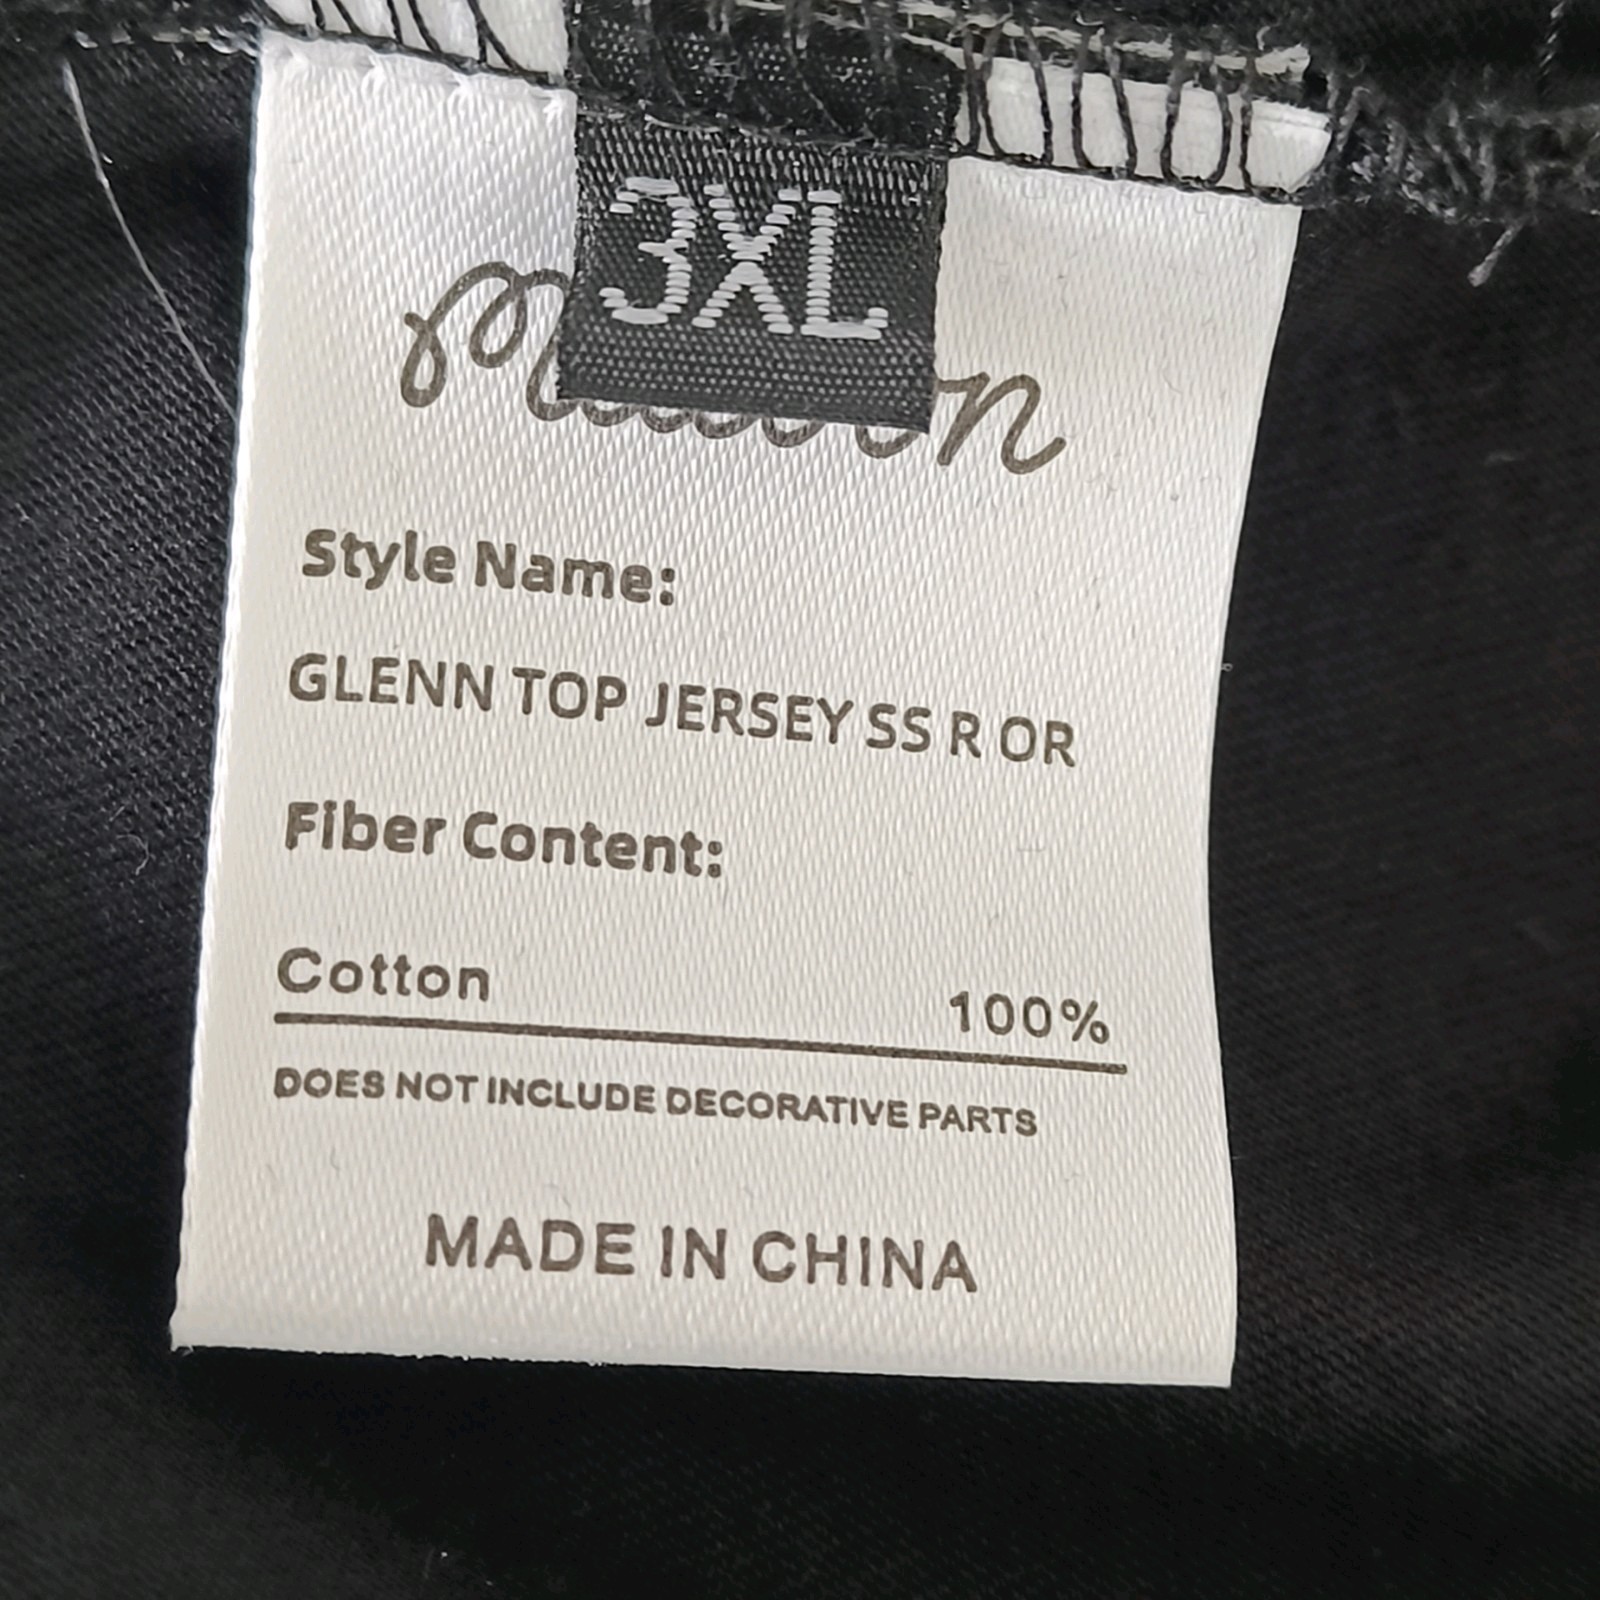 3XL
Style Name:
GLENN TOP JERSEY SS R OR
Fiber Content:
Cotton 100%
DOES NOT INCLUDE DECORATIVE PARTS
MADE IN CHINA